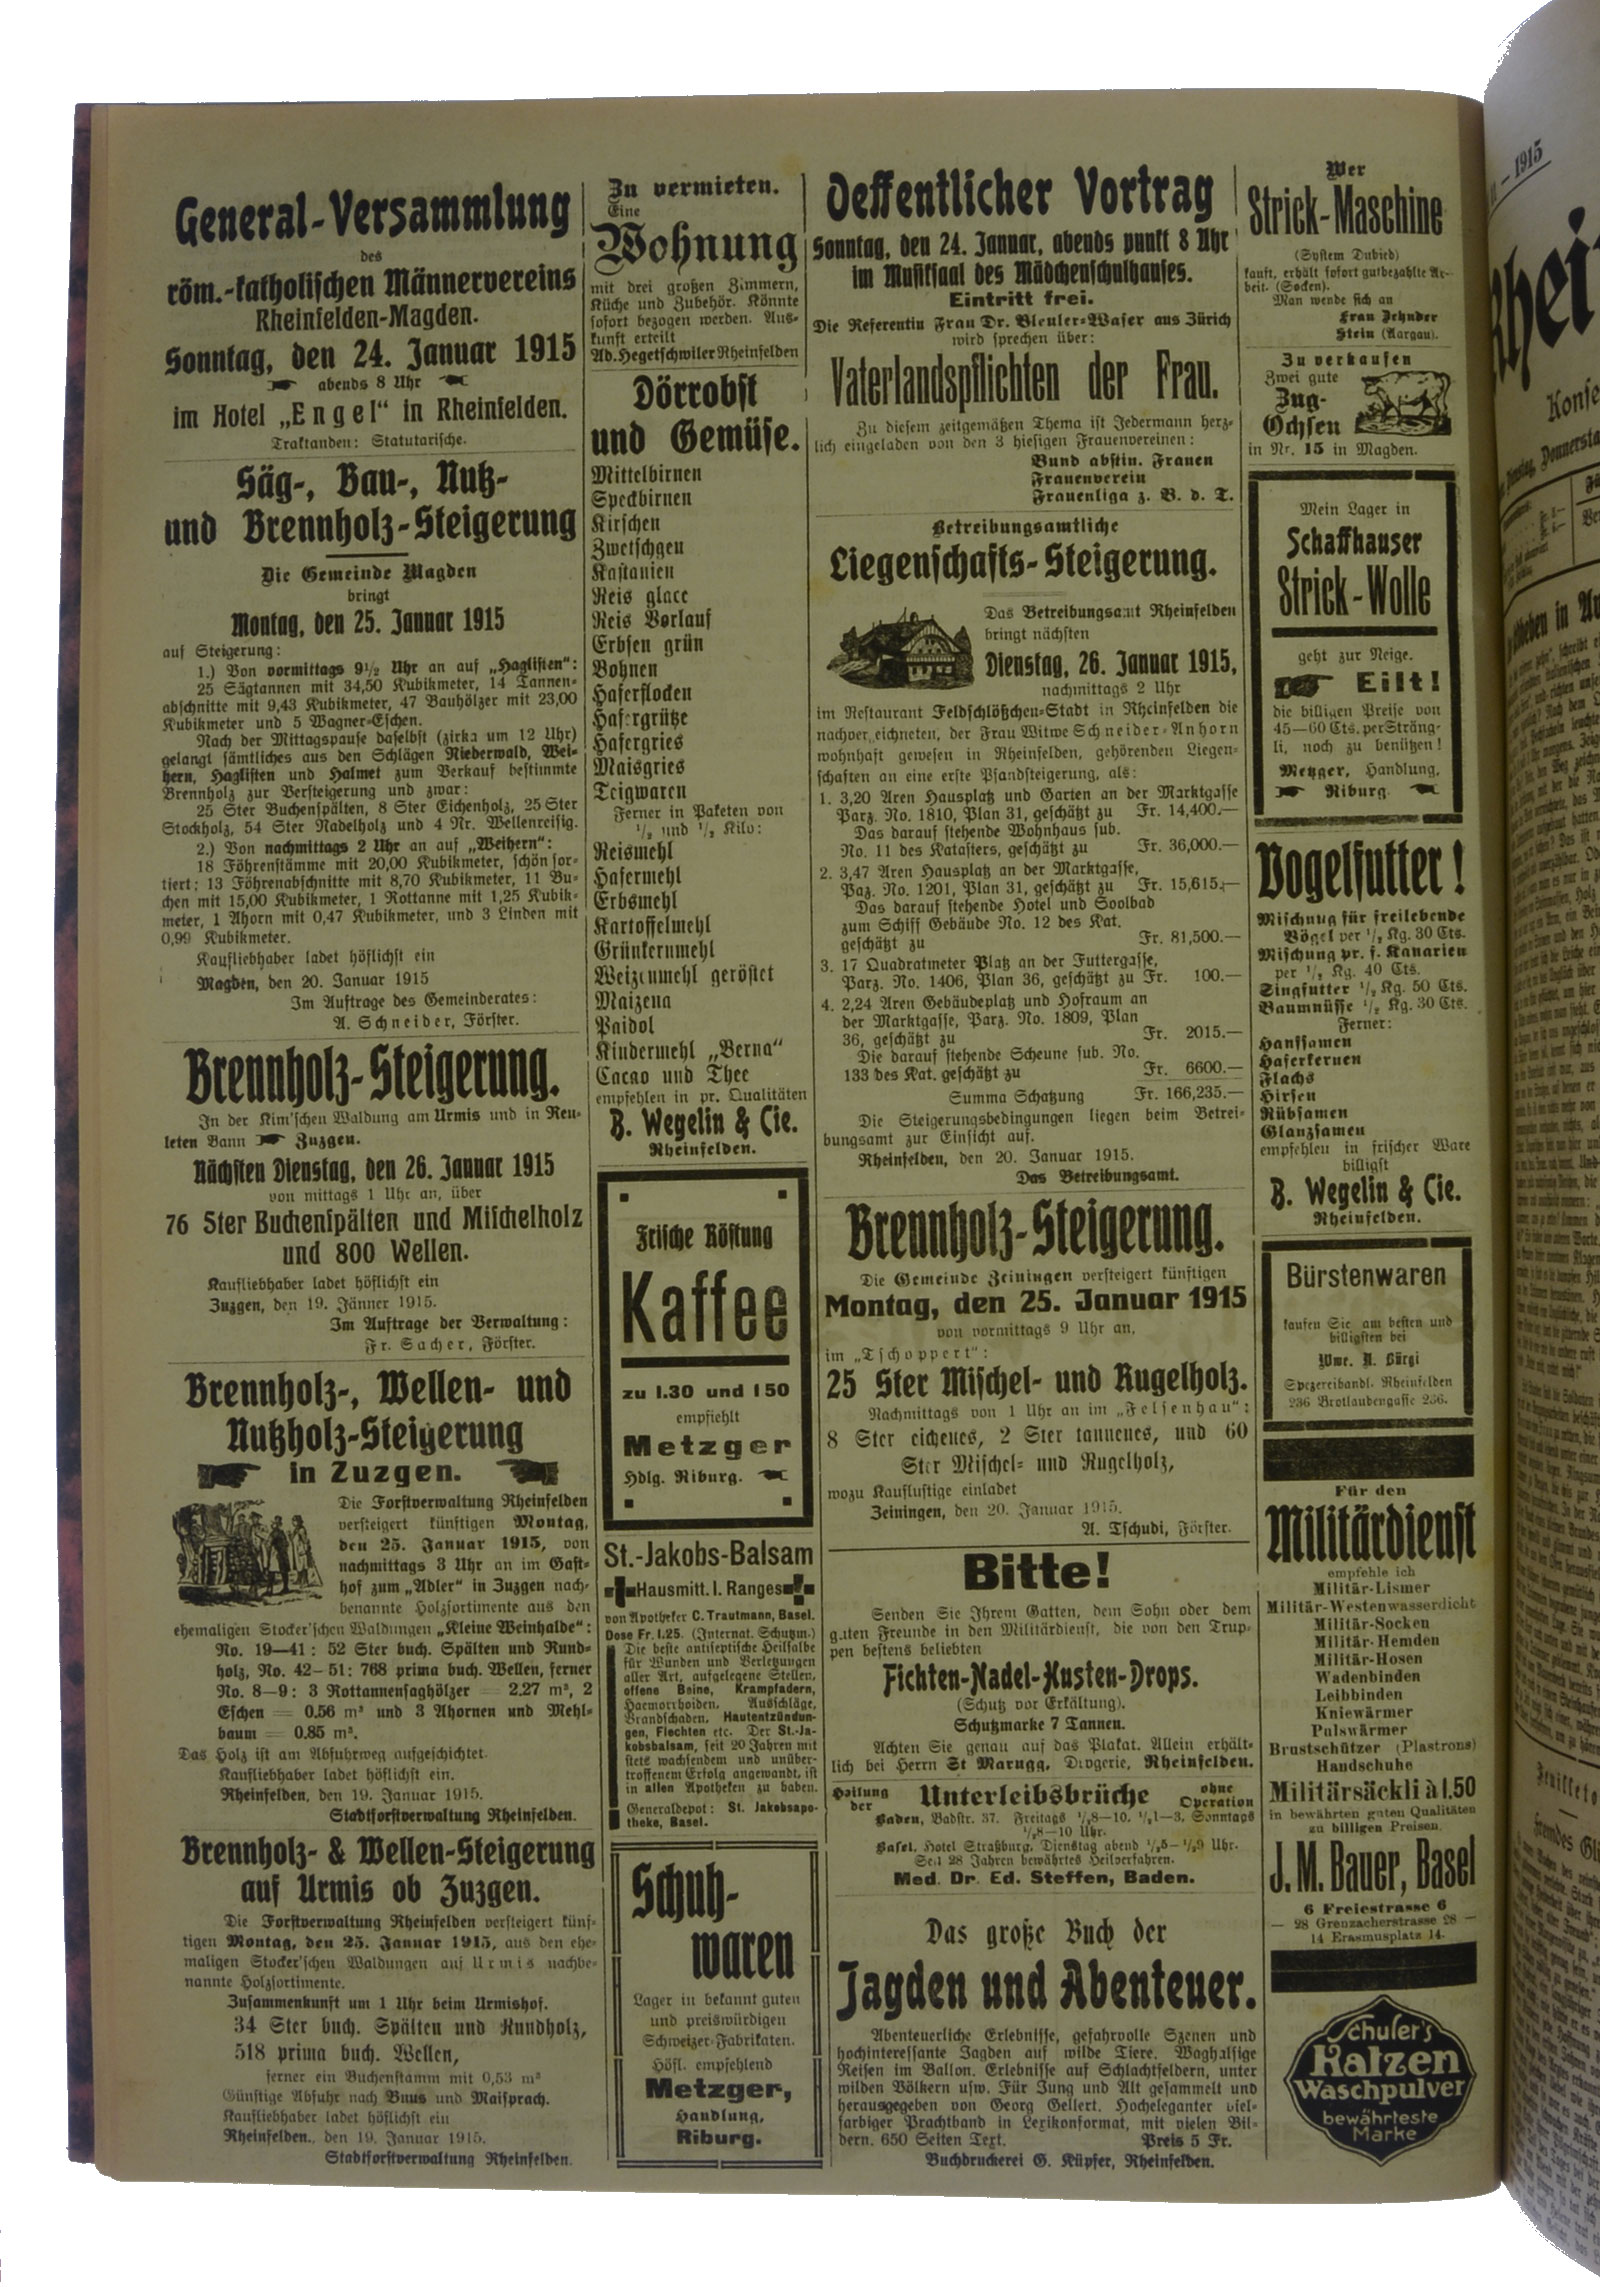 General-Versammlung
des
röm.-katholischen Männervereins
Rheinfelden-Magden.
Sonntag, den 24. Januar 1915
abends 8 Uhr
im Hotel „Engel“ in Rheinfelden.
Traktanden: Statutarische.
Säg-, Bau-, Nutz-
und Brennholz-Steigerung
Die Gemeinde Magden
bringt
Montag, den 25. Januar 1915
auf Steigerung:
1.) Von vormittags 9½ Uhr an auf „Haglisten“:
25 Sägtannen mit 34,50 Kubikmeter, 14 Tannen-
abschnitte mit 9,43 Kubikmeter, 47 Bauhölzer mit 23,00
Kubikmeter und 5 Wagner-Eschen.
Nach der Mittagspause daselbst (zirka um 12 Uhr)
gelangt sämtliches aus den Schlägen Niederwald, Wei-
hern, Haglisten und Halmet zum Verkauf bestimmte
Brennholz zur Versteigerung und zwar:
25 Ster Buchenspälten, 8 Ster Eichenholz, 25 Ster
Stockholz, 54 Ster Nadelholz und 4 Nr. Wellenreisig.
2.) Von nachmittags 2 Uhr an auf „Weihern“:
18 Föhrenstämme mit 20,00 Kubikmeter, schön sor-
tiert; 13 Föhrenabschnitte mit 8,70 Kubikmeter, 11 Bu-
chen mit 15,00 Kubikmeter, 1 Rottanne mit 1,25 Kubik-
meter, 1 Ahorn mit 0,47 Kubikmeter, und 3 Linden mit
0,99 Kubikmeter.
Kaufliebhaber ladet höflichst ein
Magden, den 20. Januar 1915
Im Auftrage des Gemeinderates:
A. Schneider, Förster.
Brennholz-Steigerung.
In der Kim'schen Waldung am Urmis und in Reu-
leten Bann Zuzgen.
Nächsten Dienstag, den 26. Januar 1915
von mittags 1 Uhr an, über
76 Ster Buchenspälten und Mischelholz
und 800 Wellen.
Kaufliebhaber ladet höflichst ein
Zuzgen, den 19. Jänner 1915.
Im Auftrage der Verwaltung:
Fr. Sacher, Förster.
Brennholz-, Wellen- und
Nutzholz-Steigerung
in Zuzgen.
Die Forstverwaltung Rheinfelden
versteigert künftigen Montag,
den 25. Januar 1915, von
nachmittags 3 Uhr an im Gast-
hof zum „Adler“ in Zuzgen nach-
benannte Holzsortimente aus den
ehemaligen Stocker'schen Waldungen „Kleine Weinhalde“:
No. 19—41: 52 Ster buch. Spälten und Rund-
holz, No. 42—51: 768 prima buch. Wellen, ferner
No. 8—9: 3 Rottannensaghölzer = 2.27 m³, 2
Eschen = 0.56 m³ und 3 Ahornen und Mehl-
baum = 0.85 m³.
Das Holz ist am Abfuhrweg aufgeschichtet.
Kaufliebhaber ladet höflichst ein.
Rheinfelden, den 19. Januar 1915.
Stadtforstverwaltung Rheinfelden.
Brennholz- & Wellen-Steigerung
auf Urmis ob Zuzgen.
Die Forstverwaltung Rheinfelden versteigert künf-
tigen Montag, den 25. Januar 1915, aus den ehe-
maligen Stocker'schen Waldungen auf Urmis nachbe-
nannte Holzsortimente.
Zusammenkunft um 1 Uhr beim Urmishof.
34 Ster buch. Spälten und Rundholz,
518 prima buch. Wellen,
ferner ein Buchenstamm mit 0,53 m³
Günstige Abfuhr nach Buus und Maisprach.
Kaufliebhaber ladet höflichst ein
Rheinfelden., den 19. Januar 1915.
Stadtforstverwaltung Rheinfelden.
Zu vermieten.
Eine
Wohnung
mit drei großen Zimmern,
Küche und Zubehör. Könnte
sofort bezogen werden. Aus-
kunft erteilt
Ad. Hegetschwiler Rheinfelden
Dörrobst
und Gemüse.
Mittelbirnen
Speckbirnen
Kirschen
Zwetschgen
Kastanien
Reis glace
Reis Vorlauf
Erbsen grün
Bohnen
Haferflocken
Hafergrütze
Hafergries
Maisgries
Teigwaren
Ferner in Paketen von
½ und ½ Kilo:
Reismehl
Hafermehl
Erbsmehl
Kartoffelmehl
Grünkernmehl
Weizenmehl geröstet
Maizena
Paidol
Kindermehl „Berna“
Cacao und Thee
empfehlen in pr. Qualitäten
B. Wegelin & Cie.
Rheinfelden.
Frische Röstung
Kaffee
zu 1.30 und 1 50
empfiehlt
Metzger
Hdlg. Riburg.
St.-Jakobs-Balsam
Hausmitt. I. Ranges
von Apotheker C. Trautmann, Basel.
Dose Fr. 1.25. (Internat. Schutzm.)
Die beste antiseptische Heilsalbe
für Wunden und Verletzungen
aller Art, aufgelegene Stellen,
offene Beine, Krampfadern,
Haemorrhoiden, Ausschläge,
Brandschaden, Hautentzündun-
gen, Flechten etc. Der St.-Ja-
kobsbalsam, seit 20 Jahren mit
stets wachsendem und unüber-
troffenem Erfolg angewandt, ist
in allen Apotheken zu haben.
Generaldepot: St. Jakobsapo-
theke, Basel.
Schuh-
waren
Lager in bekannt guten
und preiswürdigen
Schweizer-Fabrikaten.
Höfl. empfehlend
Metzger,
Handlung,
Riburg.
Oeffentlicher Vortrag
Sonntag, den 24. Januar, abends punkt 8 Uhr
im Musiksaal des Mädchenschulhauses.
Eintritt frei.
Die Referentin Frau Dr. Bleuler-Waser aus Zürich
wird sprechen über:
Vaterlandspflichten der Frau.
Zu diesem zeitgemäßen Thema ist Jedermann herz-
lich eingeladen von den 3 hiesigen Frauenvereinen:
Bund abstin. Frauen
Frauenverein
Frauenliga z. B. d. T.
Betreibungsamtliche
Liegenschafts-Steigerung.
Das Betreibungsamt Rheinfelden
bringt nächsten
Dienstag, 26. Januar 1915,
nachmittags 2 Uhr
im Restaurant Feldschlößchen-Stadt in Rheinfelden die
nachver eichneten, der Frau Witwe Schneider-Anhorn
wohnhaft gewesen in Rheinfelden, gehörenden Liegen-
schaften an eine erste Pfandsteigerung, als:
1. 3,20 Aren Hausplatz und Garten an der Marktgasse
Parz. No. 1810, Plan 31, geschätzt zu Fr. 14,400.—
Das darauf stehende Wohnhaus sub.
No. 11 des Katasters, geschätzt zu Fr. 36,000.—
2. 3,47 Aren Hausplatz an der Marktgasse,
Paz. No. 1201, Plan 31, geschätzt zu Fr. 15,615.—
Das darauf stehende Hotel und Soolbad
zum Schiff Gebäude No. 12 des Kat.
geschätzt zu Fr. 81,500.—
3. 17 Quadratmeter Platz an der Futtergasse,
Parz. No. 1406, Plan 36, geschätzt zu Fr. 100.—
4. 2,24 Aren Gebäudeplatz und Hofraum an
der Marktgasse, Parz. No. 1809, Plan
36, geschätzt zu Fr. 2015.—
Die darauf stehende Scheune sub. No.
133 des Kat. geschätzt zu Fr. 6600.—
Summa Schatzung Fr. 166,235.—
Die Steigerungsbedingungen liegen beim Betrei-
bungsamt zur Einsicht auf.
Rheinfelden, den 20. Januar 1915.
Das Betreibungsamt.
Brennholz-Steigerung.
Die Gemeinde Zeiningen versteigert künftigen
Montag, den 25. Januar 1915
von vormittags 9 Uhr an,
im „Tschoppert“:
25 Ster Mischel- und Rugelholz.
Nachmittags von 1 Uhr an im „Felsenhau“:
8 Ster eichenes, 2 Ster tannenes, und 60
Ster Mischel- und Rugelholz,
wozu Kauflustige einladet
Zeiningen, den 20. Januar 1915.
A. Tschudi, Förster.
Bitte!
Senden Sie Ihrem Gatten, dem Sohn oder dem
guten Freunde in den Militärdienst, die von den Trup-
pen bestens beliebten
Fichten-Nadel-Husten-Drops.
(Schutz vor Erkältung).
Schutzmarke 7 Tannen.
Achten Sie genau auf das Plakat. Allein erhält-
lich bei Herrn St Marugg, Drogerie, Rheinfelden.
Heilung der Unterleibsbrüche ohne Operation
Baden, Badstr. 37. Freitags ½8—10, ½1—3, Sonntags
½8—10 Uhr.
Basel, Hotel Straßburg, Dienstag abend ½5—½9 Uhr.
Seit 28 Jahren bewährtes Heilverfahren.
Med. Dr. Ed. Steffen, Baden.
Das große Buch der
Jagden und Abenteuer.
Abenteuerliche Erlebnisse, gefahrvolle Szenen und
hochinteressante Jagden auf wilde Tiere. Waghalsige
Reisen im Ballon. Erlebnisse auf Schlachtfeldern, unter
wilden Völkern usw. Für Jung und Alt gesammelt und
herausgegeben von Georg Gellert. Hocheleganter viel-
farbiger Prachtband in Lexikonformat, mit vielen Bil-
dern. 650 Seiten Text. Preis 5 Fr.
Buchdruckerei G. Küpfer, Rheinfelden.
Wer
Strick-Maschine
(System Dubied)
kauft, erhält sofort gutbezahlte Ar-
beit. (Socken).
Man wende sich an
Frau Zehnder
Stein (Aargau).
Zu verkaufen
Zwei gute
Zug-
Ochsen
in Nr. 15 in Magden.
Mein Lager in
Schaffhauser
Strick-Wolle
geht zur Neige.
Eilt!
die billigen Preise von
45—60 Cts. per Sträng-
li, noch zu benützen!
Metzger, Handlung,
Riburg.
Vogelfutter!
Mischnug für freilebende
Vögel per ½ Kg. 30 Cts.
Mischung pr. f. Kanarien
per ½ Kg. 40 Cts.
Singfutter ½ Kg. 50 Cts.
Baumnüsse ½ Kg. 30 Cts.
Ferner:
Hanfsamen
Haferkernen
Flachs
Hirsen
Rübsamen
Glanzsamen
empfehlen in frischer Ware
billigst
B. Wegelin & Cie.
Rheinfelden.
Bürstenwaren
kaufen Sie am besten und
billigsten bei
Wwe. A. Bürgi
Spezereihandl. Rheinfelden
236 Brotlaubengasse 236.
Für den
Militärdienst
empfehle ich
Militär-Lismer
Militär-Westen wasserdicht
Militär-Socken
Militär-Hemden
Militär-Hosen
Wadenbinden
Leibbinden
Kniewärmer
Pulswärmer
Brustschützer (Plastrons)
Handschuhe
Militärsäckli à 1.50
in bewährten guten Qualitäten
zu billigen Preisen.
J. M. Bauer, Basel
6 Freiestrasse 6
— 28 Grenzacherstrasse 28 —
14 Erasmusplatz 14.
Schuler's
Katzen
Waschpulver
bewährteste
Marke
1915
Rhei
Konse
Donnersta